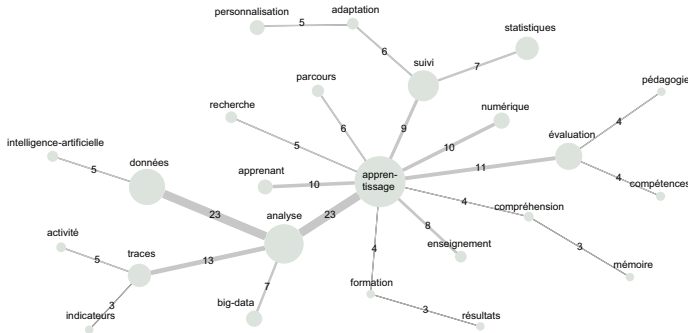 personnalisation
5
adaptation
statistiques
6
suivi
7
parcours
pédagogie
recherche
numérique
6
9
4
évaluation
intelligence-artificielle
5
10
données
5
apprenant
11
appren-
tissage
10
4
compétences
23
analyse
23
4
compréhension
8
activité
enseignement
3
traces
13
4
5
mémoire
7
formation
3
indicateurs
big-data
3
résultats